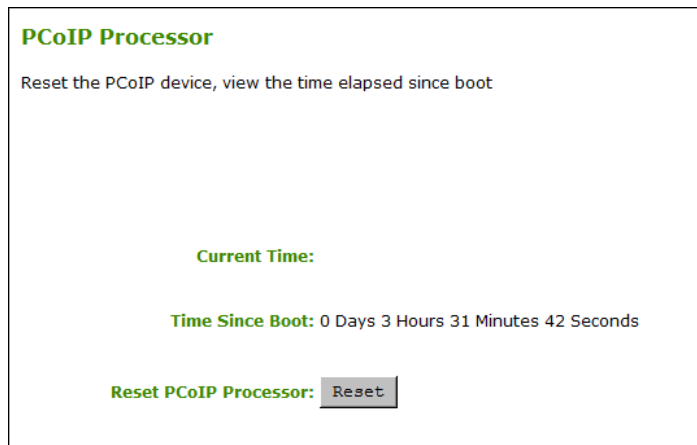 PCoIP Processor
Reset the PCoIP device, view the time elapsed since boot
Current Time:
Time Since Boot: 0 Days 3 Hours 31 Minutes 42 Seconds
Reset PCoIP Processor: Reset